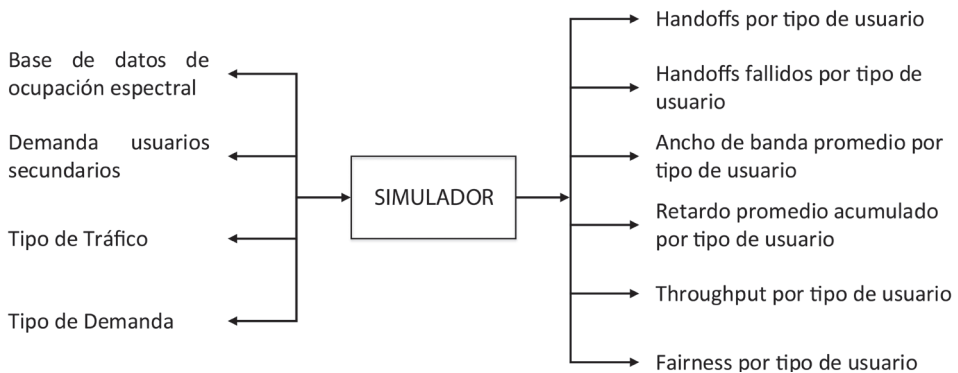 Base de datos de
ocupación espectral
Demanda usuarios
secundarios
Tipo de Tráfico
Tipo de Demanda
SIMULADOR
Handoffs por tipo de usuario
Handoffs fallidos por tipo de
usuario
Ancho de banda promedio por
tipo de usuario
Retardo promedio acumulado
por tipo de usuario
Throughput por tipo de usuario
Fairness por tipo de usuario